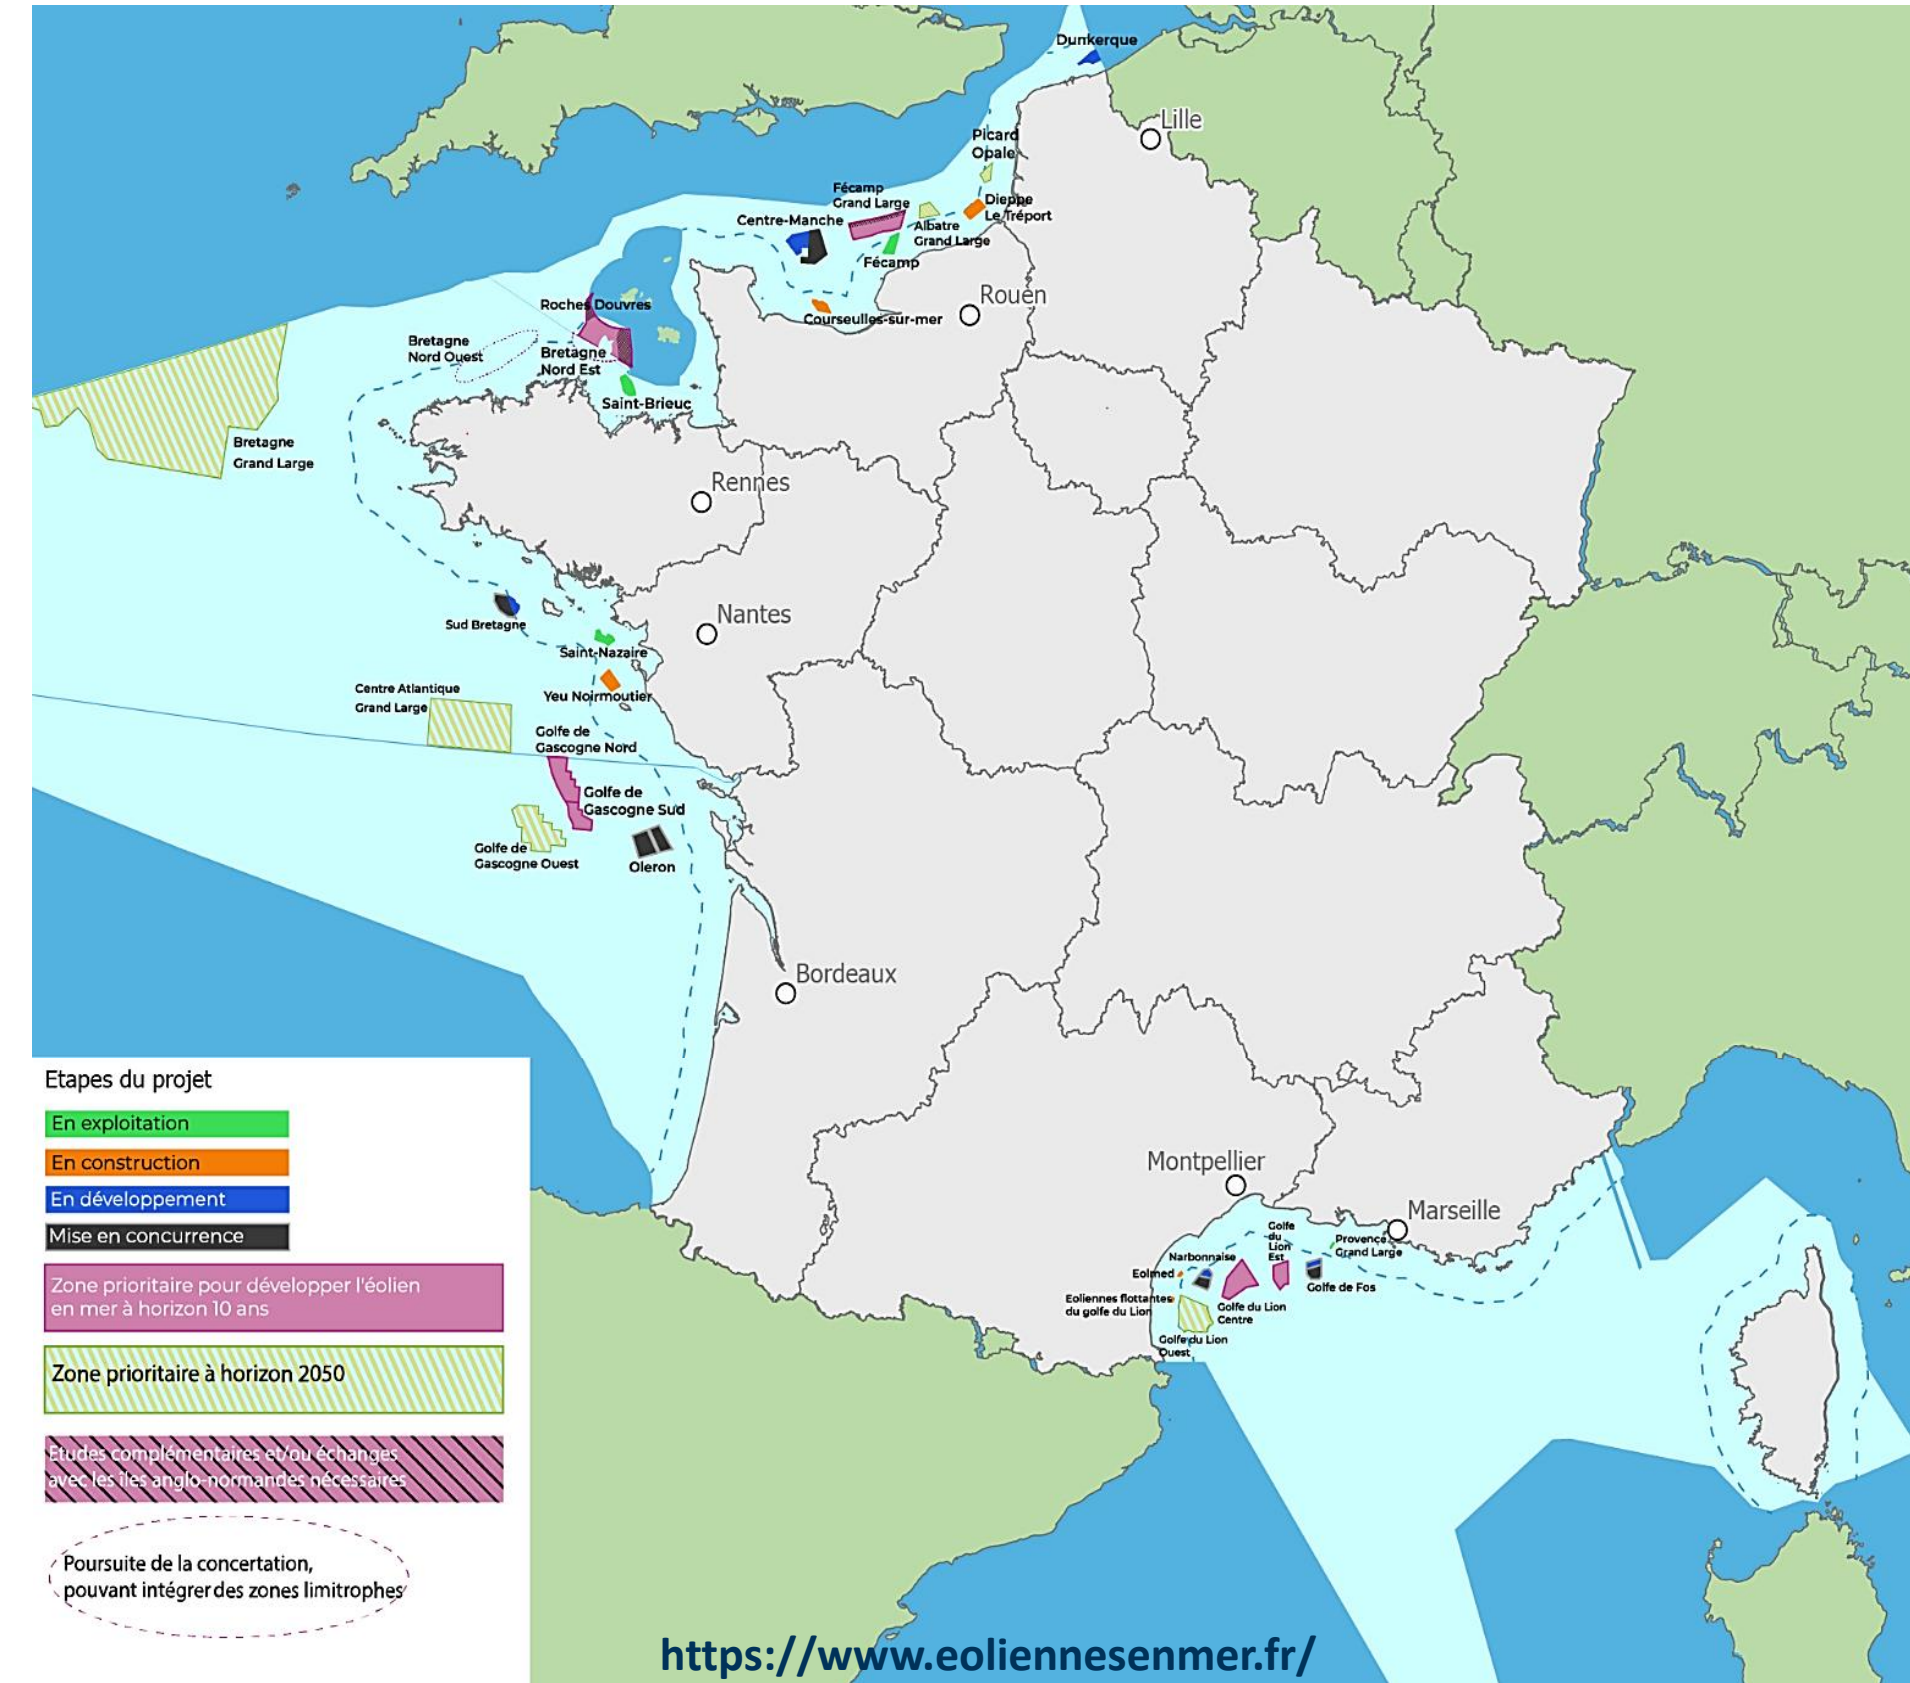 Dunkerque
Lille
Picard
Opale
Fécamp
Grand Large
Dieppe
Le Tréport
Centre-Manche
Albatre
Grand Large
Fécamp
Rouen
Roches Douvres
Courseulles-sur-mer
Bretagne
Nord Ouest
Bretagne
Nord Est
Saint-Brieuc
Bretagne
Grand Large
Rennes
Sud Bretagne
Nantes
Saint-Nazaire
Yeu Noirmoutier
Centre Atlantique
Grand Large
Golfe de
Gascogne Nord
Golfe de
Gascogne Sud
Golfe de
Gascogne Ouest
Oleron
Bordeaux
Montpellier
Marseille
Golfe
du
Lion
Est
Provence
Grand Large
Narbonnaise
Eolmed
Golfe de Fos
Eoliennes flottantes
du golfe du Lion
Golfe du Lion
Centre
Golfe du Lion
Ouest
Etapes du projet
En exploitation
En construction
En développement
Mise en concurrence
Zone prioritaire pour développer l'éolien
en mer à horizon 10 ans
Zone prioritaire à horizon 2050
Etudes complémentaires et/ou échanges
avec les îles anglo-normandes nécessaires
Poursuite de la concertation,
pouvant intégrer des zones limitrophes
https://www.eoliennesenmer.fr/